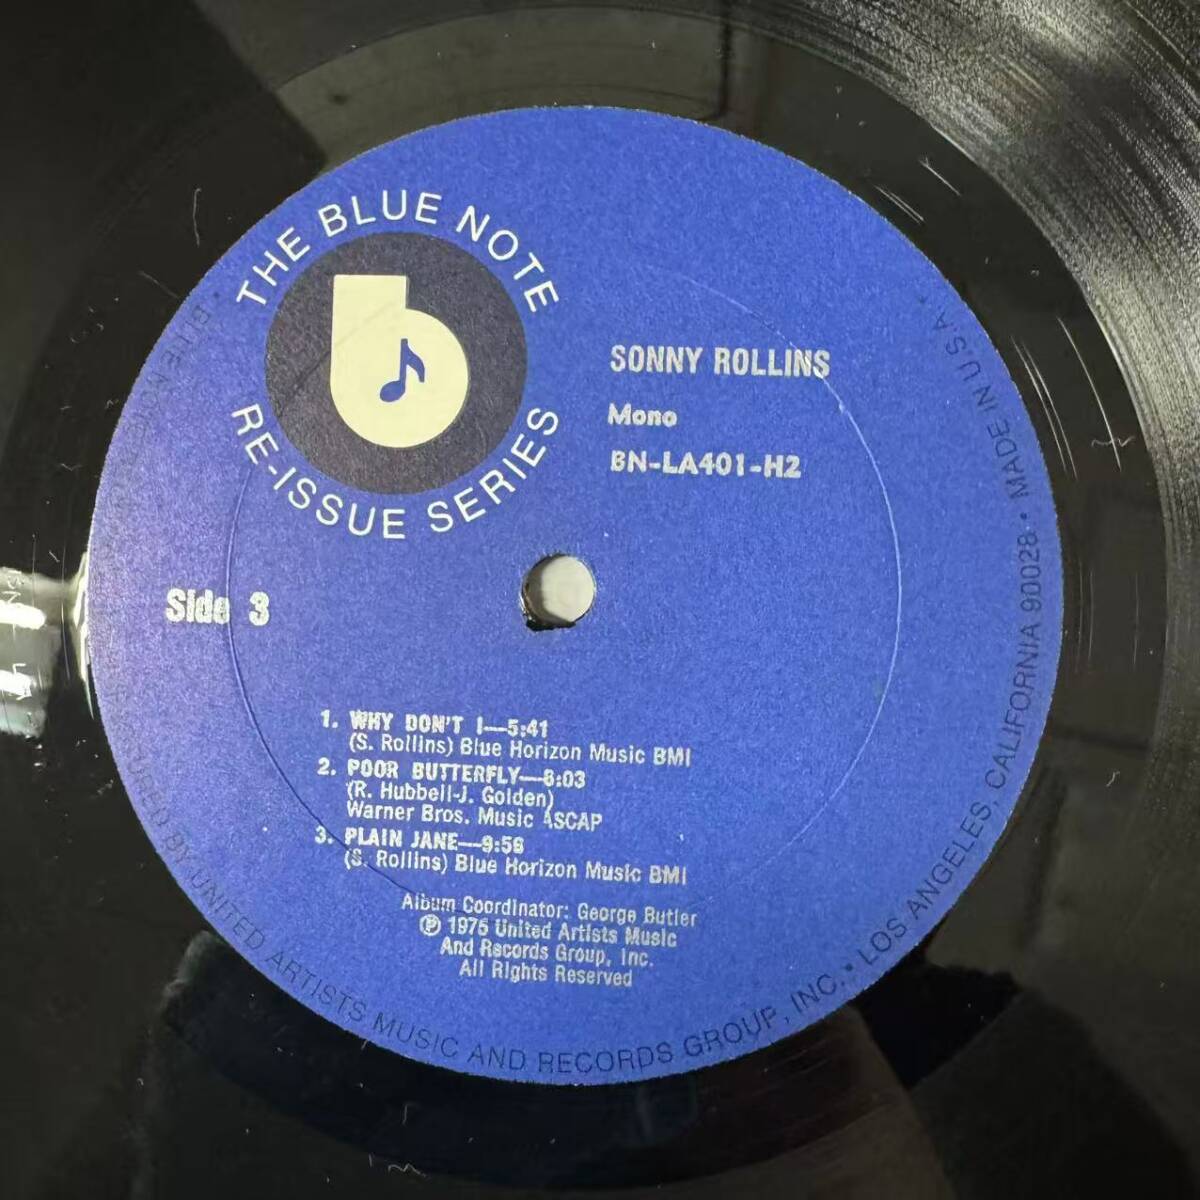 THE BLUE NOTE
RE-ISSUE SERIES
SONNY ROLLINS
Mono
BN-LA401-H2
Side 3
1. WHY DON'T I—5:41
(S. Rollins) Blue Horizon Music BMI
2. POOR BUTTERFLY—6:03
(R. Hubbell-J. Golden)
Warner Bros. Music ASCAP
3. PLAIN JANE—9:56
(S. Rollins) Blue Horizon Music BMI
Album Coordinator: George Butler
℗ 1975 United Artists Music
And Records Group, Inc.
All Rights Reserved
BY UNITED ARTISTS MUSIC AND RECORDS GROUP, INC. • LOS ANGELES, CALIFORNIA 90028 • MADE IN U.S.A. •